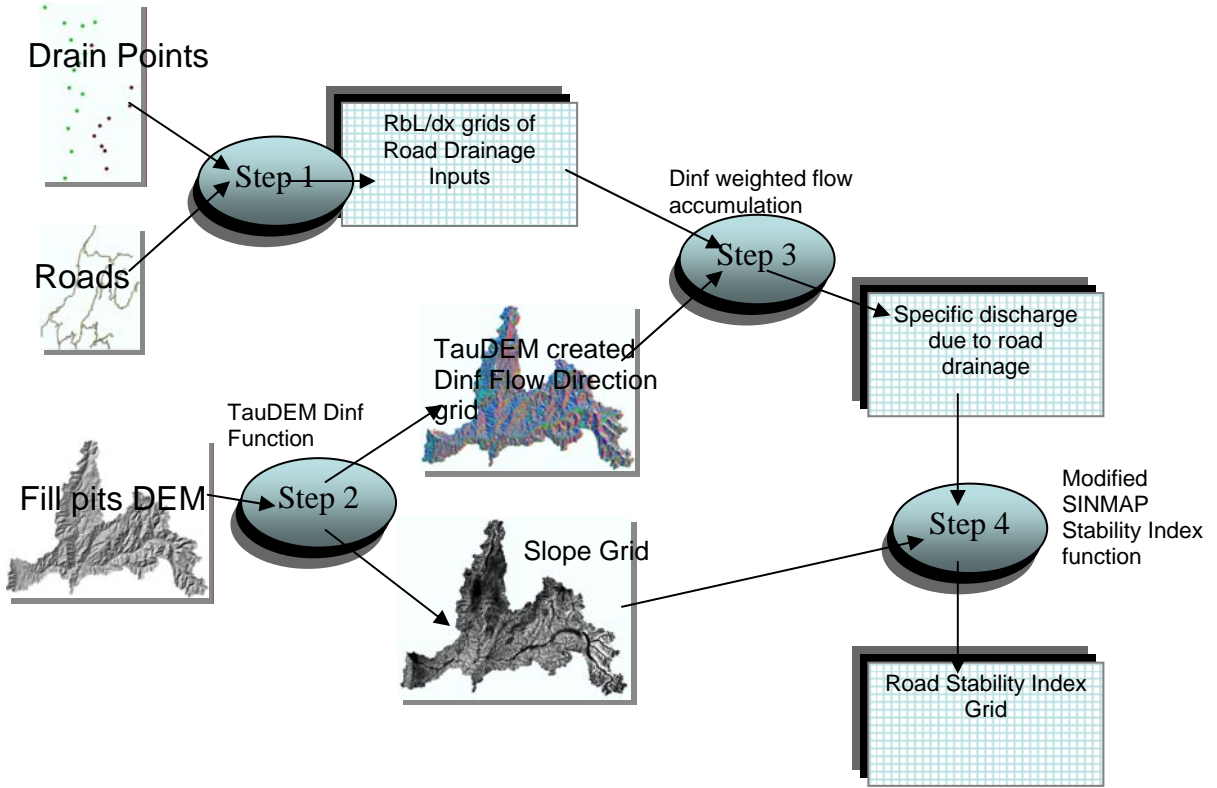 Drain Points
RbL/dx grids of
Road Drainage
Inputs
Step 1
Dinf weighted flow
accumulation
Step 3
Roads
Specific discharge
due to road
drainage
TauDEM created
Dinf Flow Direction
grid
TauDEM Dinf
Function
Fill pits DEM
Step 2
Modified
SINMAP
Stability Index
function
Step 4
Slope Grid
Road Stability Index
Grid